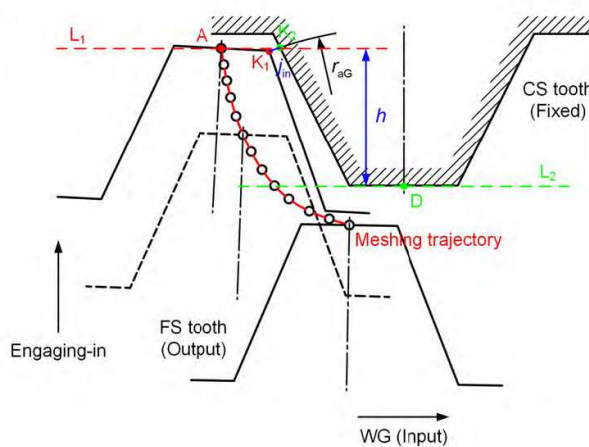 L₁
A
K₂
K₁
jin
raG
h
CS tooth
(Fixed)
L₂
D
Meshing trajectory
FS tooth
(Output)
Engaging-in
WG (Input)